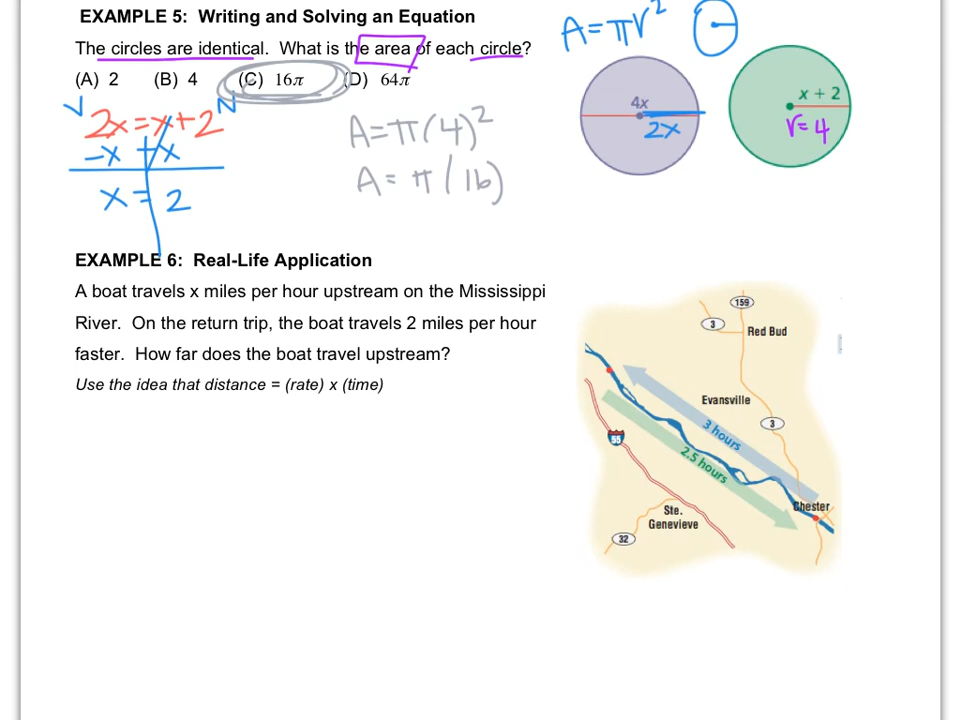 EXAMPLE 5: Writing and Solving an Equation
A=πr²
The circles are identical. What is the area of each circle?
(A) 2 (B) 4 (C) 16π (D) 64π
4x
2x
x + 2
r=4
V 2x=x+2 N
-x -x
x = 2
A=π(4)²
A=π(16)
EXAMPLE 6: Real-Life Application
A boat travels x miles per hour upstream on the Mississippi
River. On the return trip, the boat travels 2 miles per hour
faster. How far does the boat travel upstream?
Use the idea that distance = (rate) x (time)
159
3
Red Bud
Evansville
3
3 hours
55
2.5 hours
Chester
Ste.
Genevieve
32